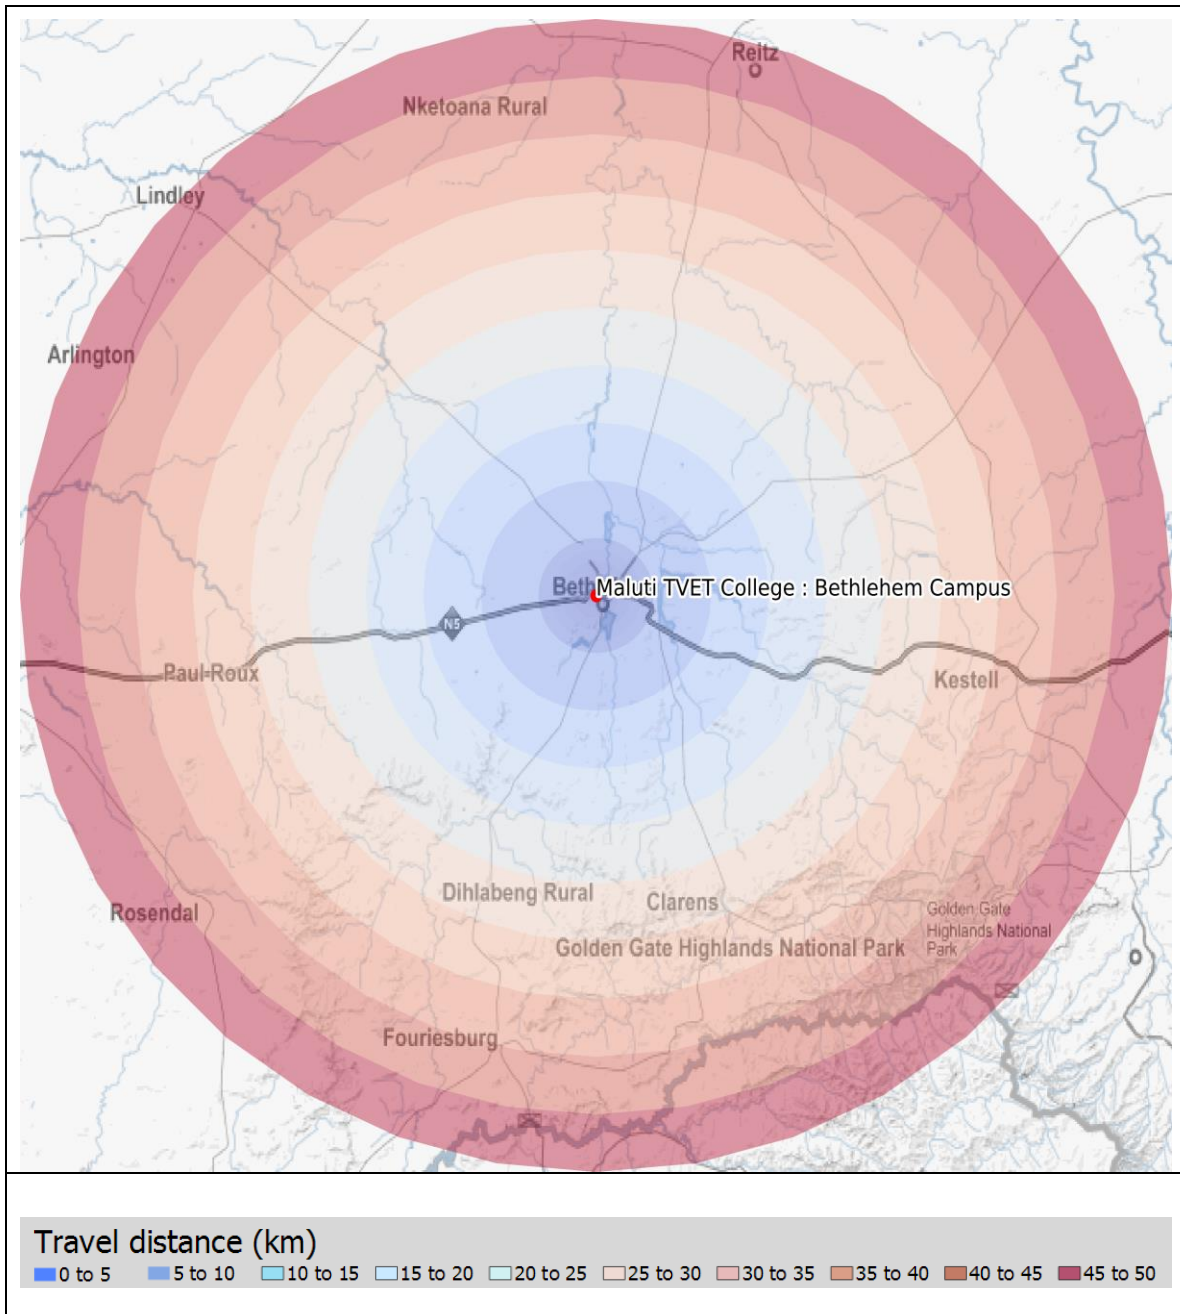 Reitz
Nketoana Rural
Lindley
Arlington
Beth
Maluti TVET College : Bethlehem Campus
N5
Paul-Roux
Kestell
Dihlabeng Rural
Clarens
Rosendal
Golden Gate
Highlands National
Park
Golden Gate Highlands National Park
Fouriesburg
Travel distance (km)
0 to 5 5 to 10 10 to 15 15 to 20 20 to 25 25 to 30 30 to 35 35 to 40 40 to 45 45 to 50